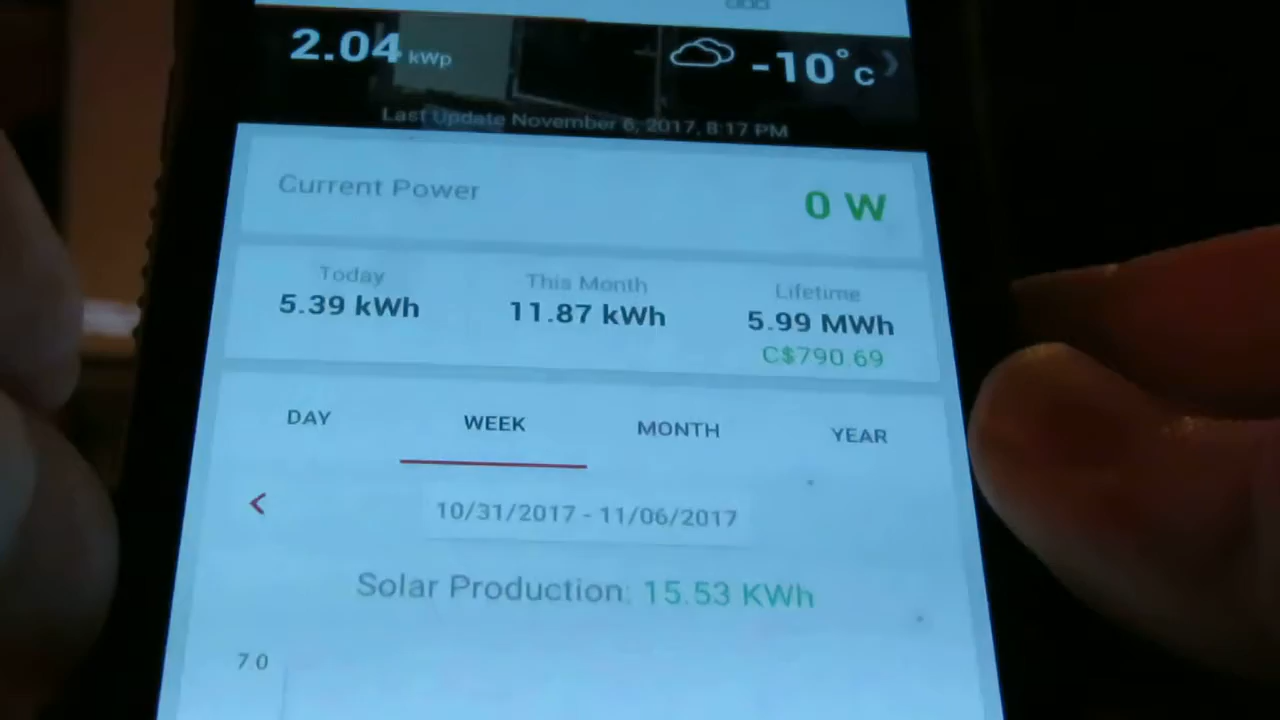 2.04 kWp
-10°C
Last Update November 6, 2017, 8:17 PM
Current Power
0 W
Today
This Month
Lifetime
5.39 kWh
11.87 kWh
5.99 MWh
C$790.69
DAY
WEEK
MONTH
YEAR
10/31/2017 - 11/06/2017
Solar Production: 15.53 KWh
7.0